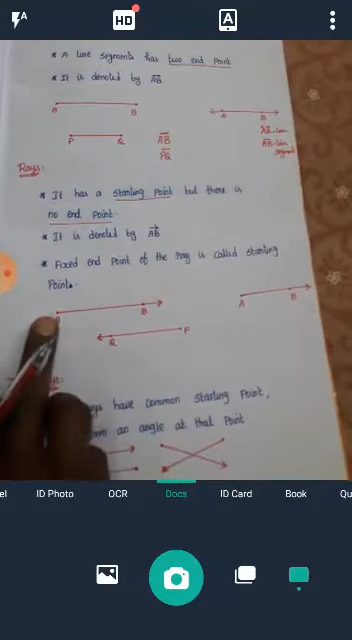 HD
A
* A line segments has two end Point
* It is denoted by AB
A B
A B
P Q
AB
PQ
AB - line
AB - line
segment
Rays:
* It has a starting Point but there is
no end Point.
* It is denoted by AB
* Fixed end Point of the ray is called starting
Point.
A B
B
Q P
have common starting Point,
an angle at that Point.
ID Photo
OCR
Docs
ID Card
Book